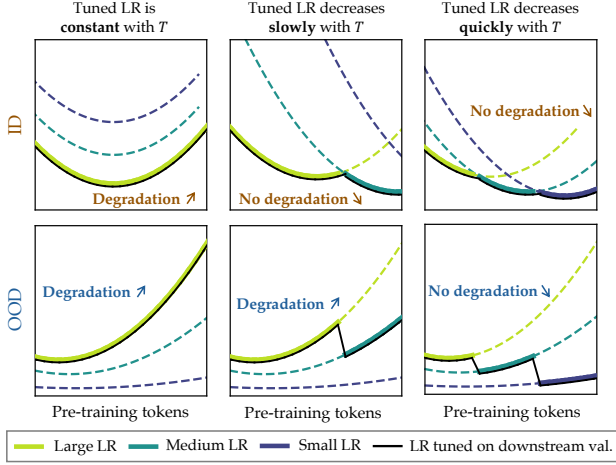 Tuned LR is
constant with T
Tuned LR decreases
slowly with T
Tuned LR decreases
quickly with T
ID
Degradation ↗
No degradation ↘
No degradation ↘
OOD
Degradation ↗
Degradation ↗
No degradation ↘
Pre-training tokens
Pre-training tokens
Pre-training tokens
Large LR
Medium LR
Small LR
LR tuned on downstream val.